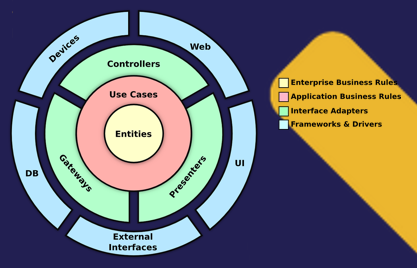 Devices
Web
Controllers
Use Cases
Entities
Gateways
Presenters
DB
UI
External
Interfaces
Enterprise Business Rules
Application Business Rules
Interface Adapters
Frameworks & Drivers